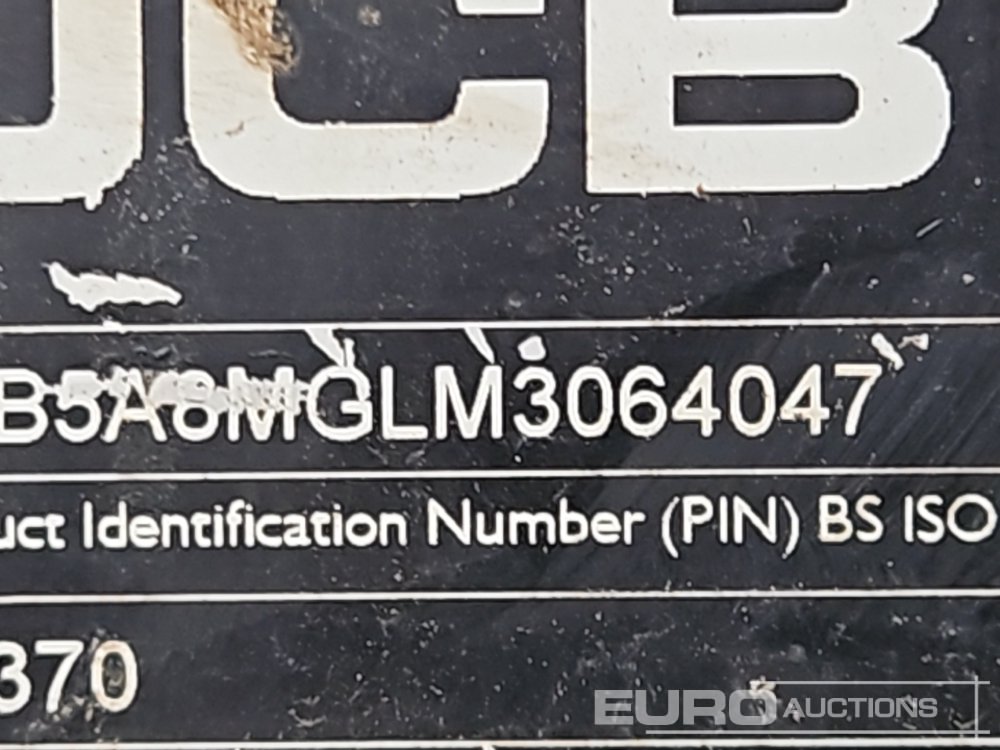 JCB
B5A8MGLM3064047
uct Identification Number (PIN) BS ISO
370
EURO AUCTIONS